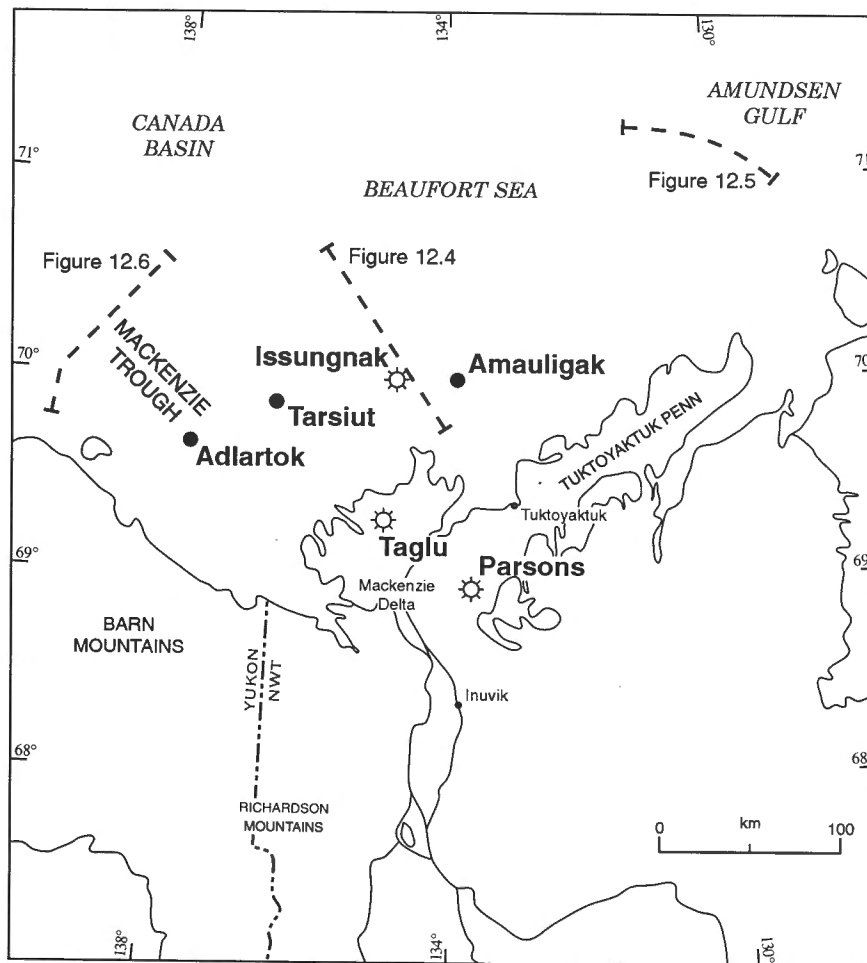 138°
134°
130°
AMUNDSEN
GULF
CANADA
BASIN
71°
71
BEAUFORT SEA
Figure 12.5
Figure 12.6
Figure 12.4
MACKENZIE
TROUGH
70°
70
Issungnak
Amauligak
Tarsiut
Adlartok
TUKTOYAKTUK PENN
Tuktoyaktuk
Taglu
69°
69
Parsons
Mackenzie
Delta
BARN
MOUNTAINS
YUKON
NWT
Inuvik
68°
68
RICHARDSON
MOUNTAINS
0 km 100
138°
134°
130°